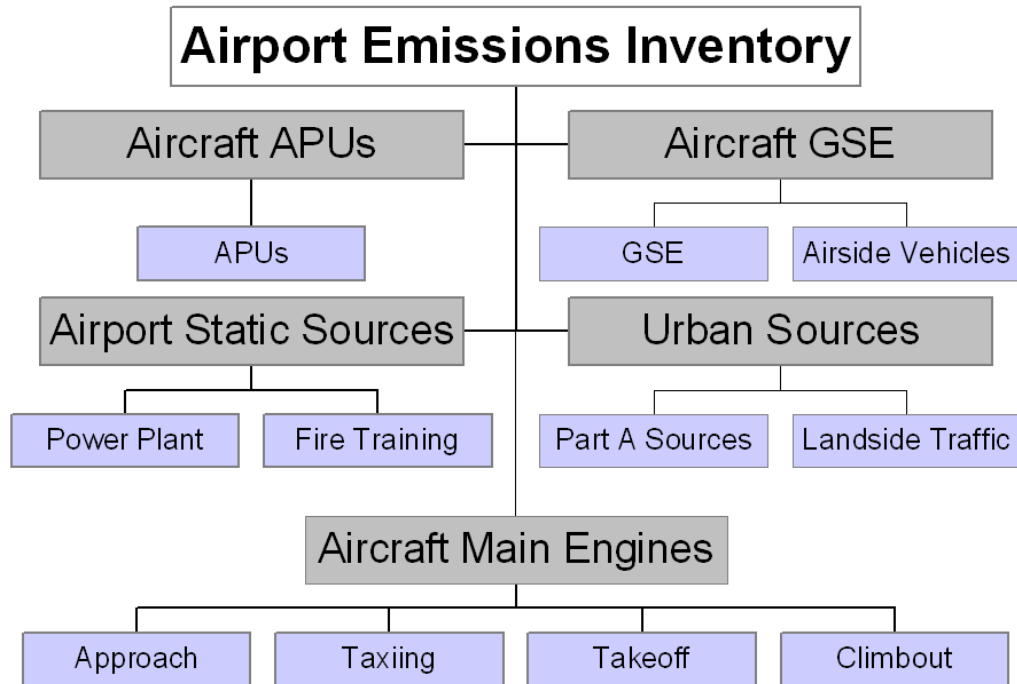 Airport Emissions Inventory
Aircraft APUs
Aircraft GSE
APUs
GSE
Airside Vehicles
Airport Static Sources
Urban Sources
Power Plant
Fire Training
Part A Sources
Landside Traffic
Aircraft Main Engines
Approach
Taxiing
Takeoff
Climbout